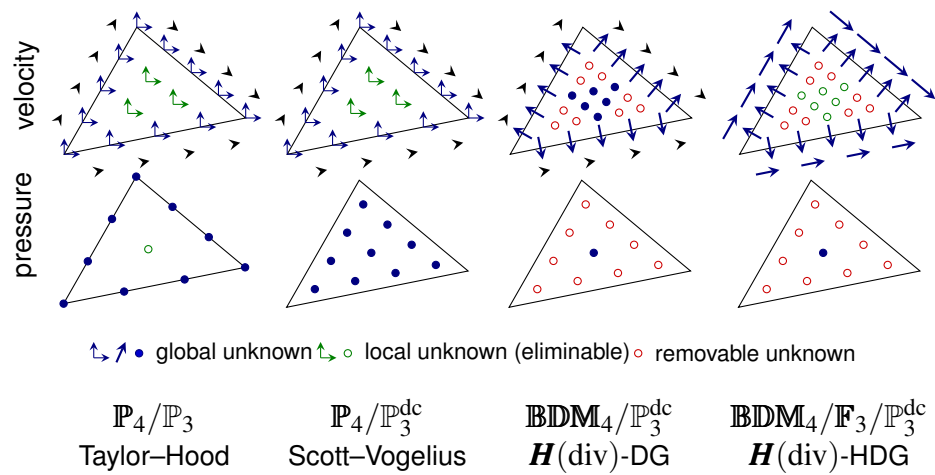 velocity
pressure
global unknown local unknown (eliminable) removable unknown
ℙ₄/ℙ₃ ℙ₄/ℙ₃ᵈᶜ 𝔹𝔻𝕄₄/ℙ₃ᵈᶜ 𝔹𝔻𝕄₄/𝔽₃/ℙ₃ᵈᶜ
Taylor–Hood Scott–Vogelius H(div)-DG H(div)-HDG